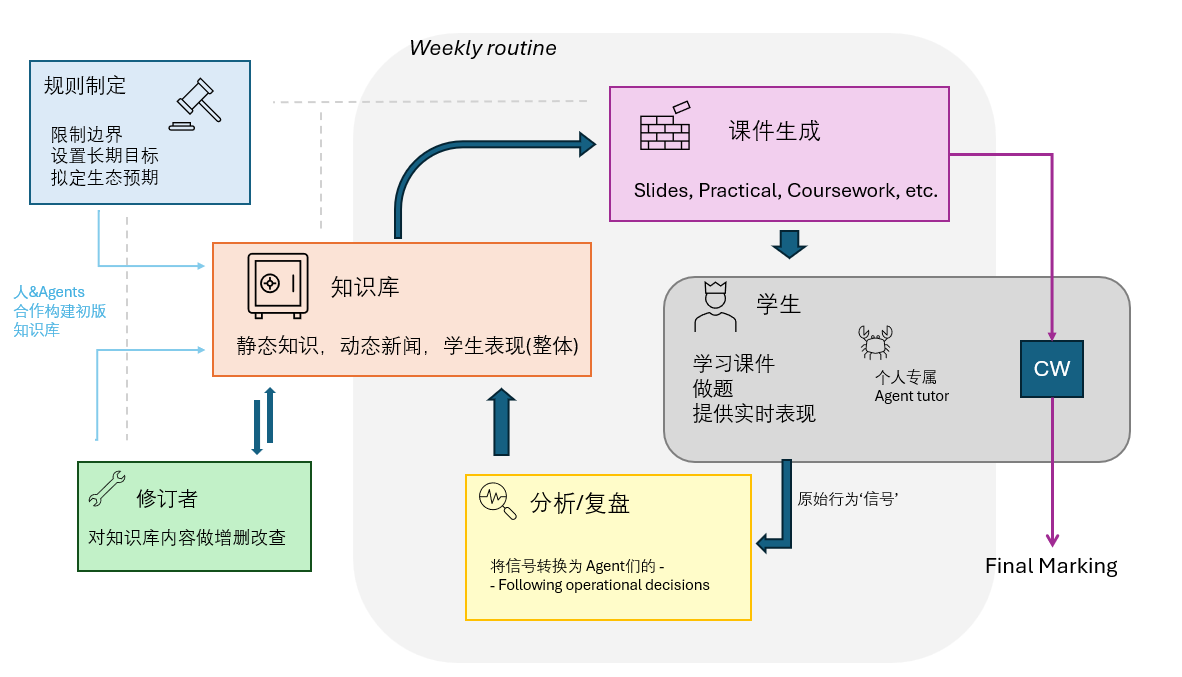 Weekly routine
规则制定
限制边界
设置长期目标
拟定生态预期
课件生成
Slides, Practical, Coursework, etc.
人&Agents
合作构建初版
知识库
知识库
静态知识，动态新闻，学生表现(整体)
学生
学习课件
做题
提供实时表现
个人专属
Agent tutor
CW
修订者
对知识库内容做增删改查
分析/复盘
将信号转换为 Agent们的 -
- Following operational decisions
原始行为‘信号’
Final Marking